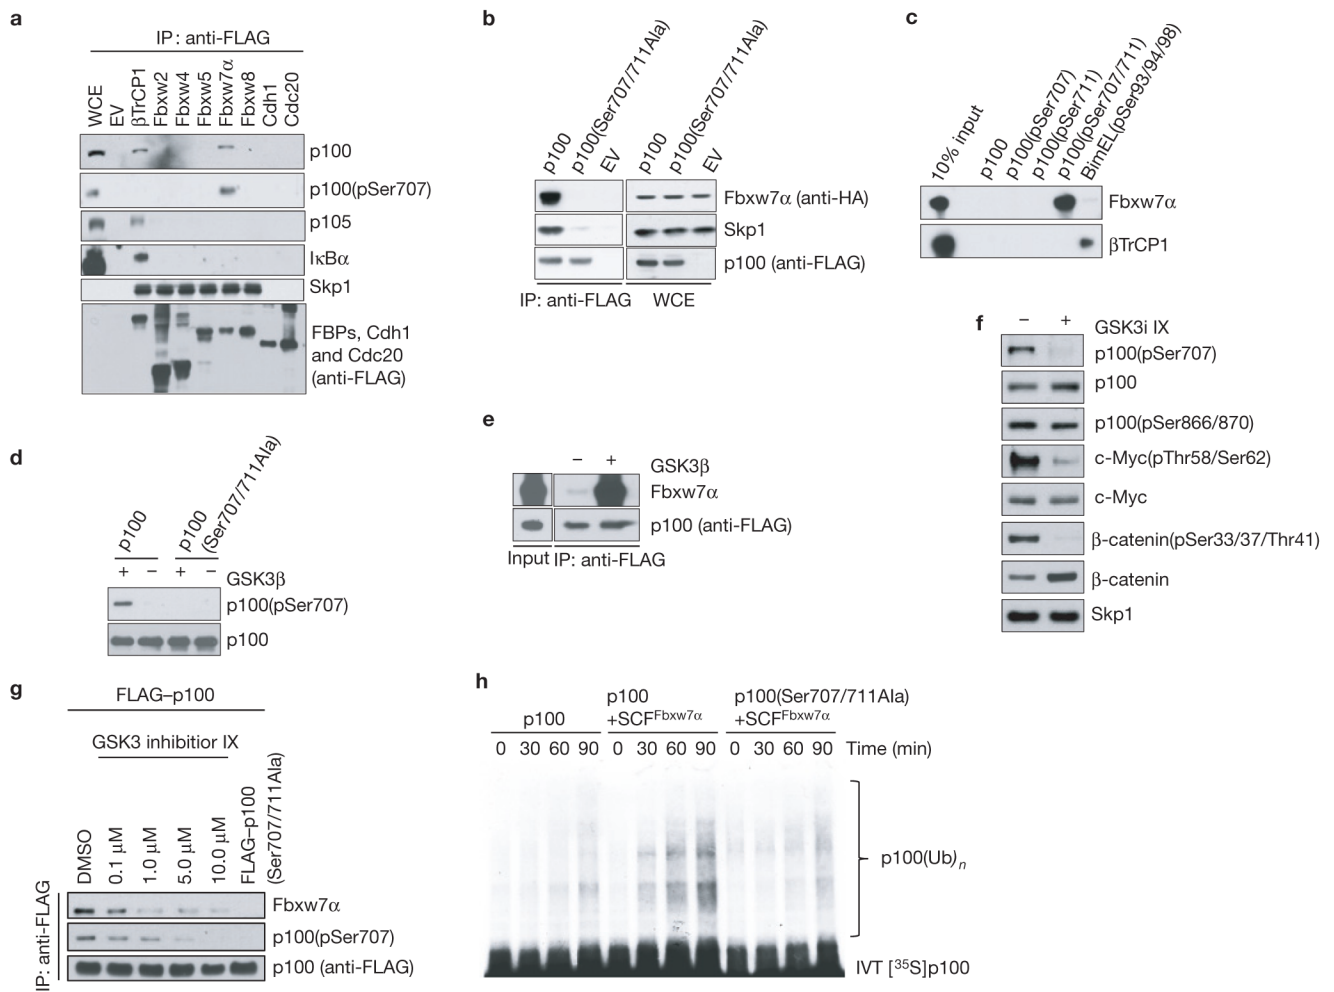 a
IP: anti-FLAG
WCE
EV
βTrCP1
Fbxw2
Fbxw4
Fbxw5
Fbxw7α
Fbxw8
Cdh1
Cdc20
p100
p100(pSer707)
p105
IκBα
Skp1
FBPs, Cdh1
and Cdc20
(anti-FLAG)
b
p100
p100(Ser707/711Ala)
EV
p100
p100(Ser707/711Ala)
EV
Fbxw7α (anti-HA)
Skp1
p100 (anti-FLAG)
IP: anti-FLAG
WCE
c
10% input
p100
p100(pSer707)
p100(pSer711)
p100(pSer707/711)
BimEL(pSer93/94/98)
Fbxw7α
βTrCP1
d
p100
p100
(Ser707/711Ala)
+ − + −
GSK3β
p100(pSer707)
p100
e
− +
GSK3β
Fbxw7α
p100 (anti-FLAG)
Input
IP: anti-FLAG
f
− +
GSK3i IX
p100(pSer707)
p100
p100(pSer866/870)
c-Myc(pThr58/Ser62)
c-Myc
β-catenin(pSer33/37/Thr41)
β-catenin
Skp1
g
FLAG–p100
GSK3 inhibitior IX
DMSO
0.1 μM
1.0 μM
5.0 μM
10.0 μM
FLAG–p100
(Ser707/711Ala)
IP: anti-FLAG
Fbxw7α
p100(pSer707)
p100 (anti-FLAG)
h
p100
p100
+SCFFbxw7α
p100(Ser707/711Ala)
+SCFFbxw7α
0 30 60 90 0 30 60 90 0 30 60 90 Time (min)
p100(Ub)n
IVT [35S]p100